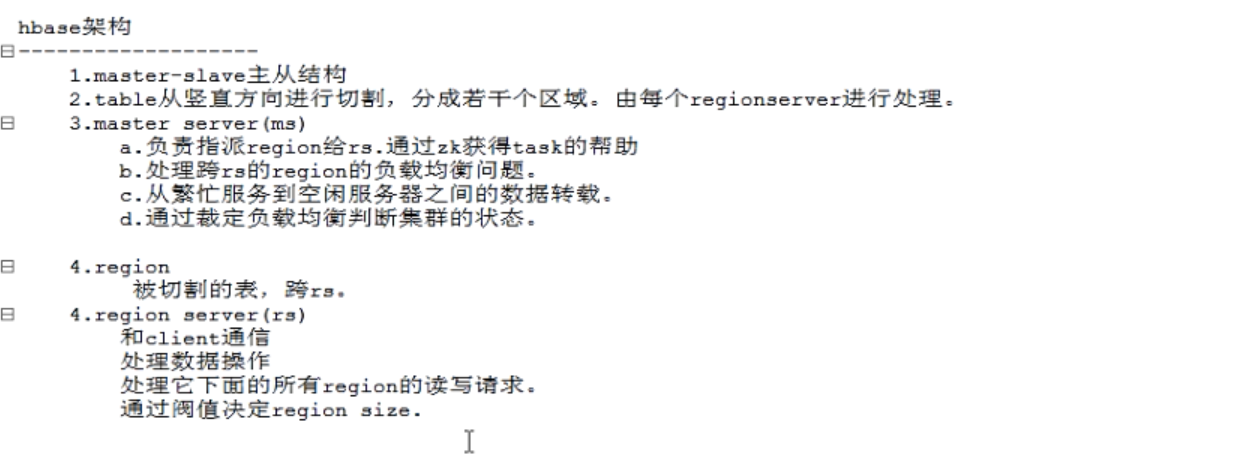 hbase架构
-------------------
1.master-slave主从结构
2.table从竖直方向进行切割，分成若干个区域。由每个regionserver进行处理。
3.master server(ms)
a.负责指派region给rs.通过zk获得task的帮助
b.处理跨rs的region的负载均衡问题。
c.从繁忙服务到空闲服务器之间的数据转载。
d.通过裁定负载均衡判断集群的状态。
4.region
被切割的表，跨rs。
4.region server(rs)
和client通信
处理数据操作
处理它下面的所有region的读写请求。
通过阀值决定region size.